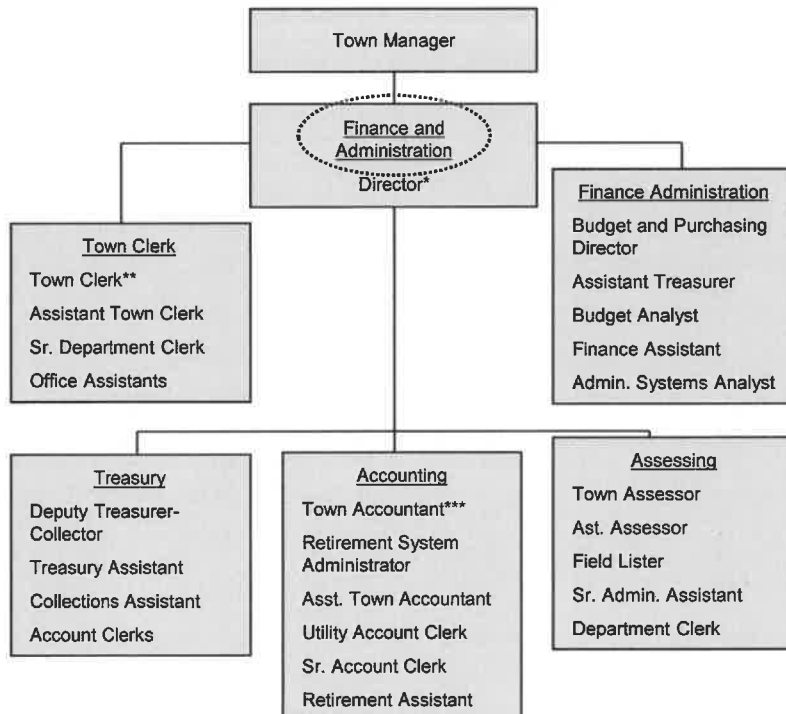 Town Manager
Finance and
Administration
Director*
Finance Administration
Budget and Purchasing
Director
Assistant Treasurer
Budget Analyst
Finance Assistant
Admin. Systems Analyst
Town Clerk
Town Clerk**
Assistant Town Clerk
Sr. Department Clerk
Office Assistants
Treasury
Deputy Treasurer-
Collector
Treasury Assistant
Collections Assistant
Account Clerks
Accounting
Town Accountant***
Retirement System
Administrator
Asst. Town Accountant
Utility Account Clerk
Sr. Account Clerk
Retirement Assistant
Assessing
Town Assessor
Ast. Assessor
Field Lister
Sr. Admin. Assistant
Department Clerk